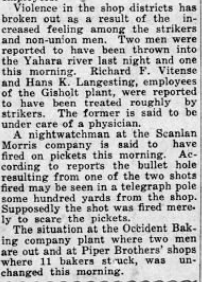 Violence in the shop districts has
broken out as a result of the in-
creased feeling among the strikers
and non-union men. Two men were
reported to have been thrown into
the Yahara river last night and one
this morning. Richard F. Vitense
and Hans K. Langesting, employees
of the Gisholt plant, were reported
to have been treated roughly by
strikers. The former is said to be
under care of a physician.
A nightwatchman at the Scanlan
Morris company is said to have
fired on pickets this morning. Ac-
cording to reports the bullet hole
resulting from one of the two shots
fired may be seen in a telegraph pole
some hundred yards from the shop.
Supposedly the shot was fired mere-
ly to scare the pickets.
The situation at the Occident Bak-
ing company plant where two men
are out and at Piper Brothers' shops
where 11 bakers struck, was un-
changed this morning.